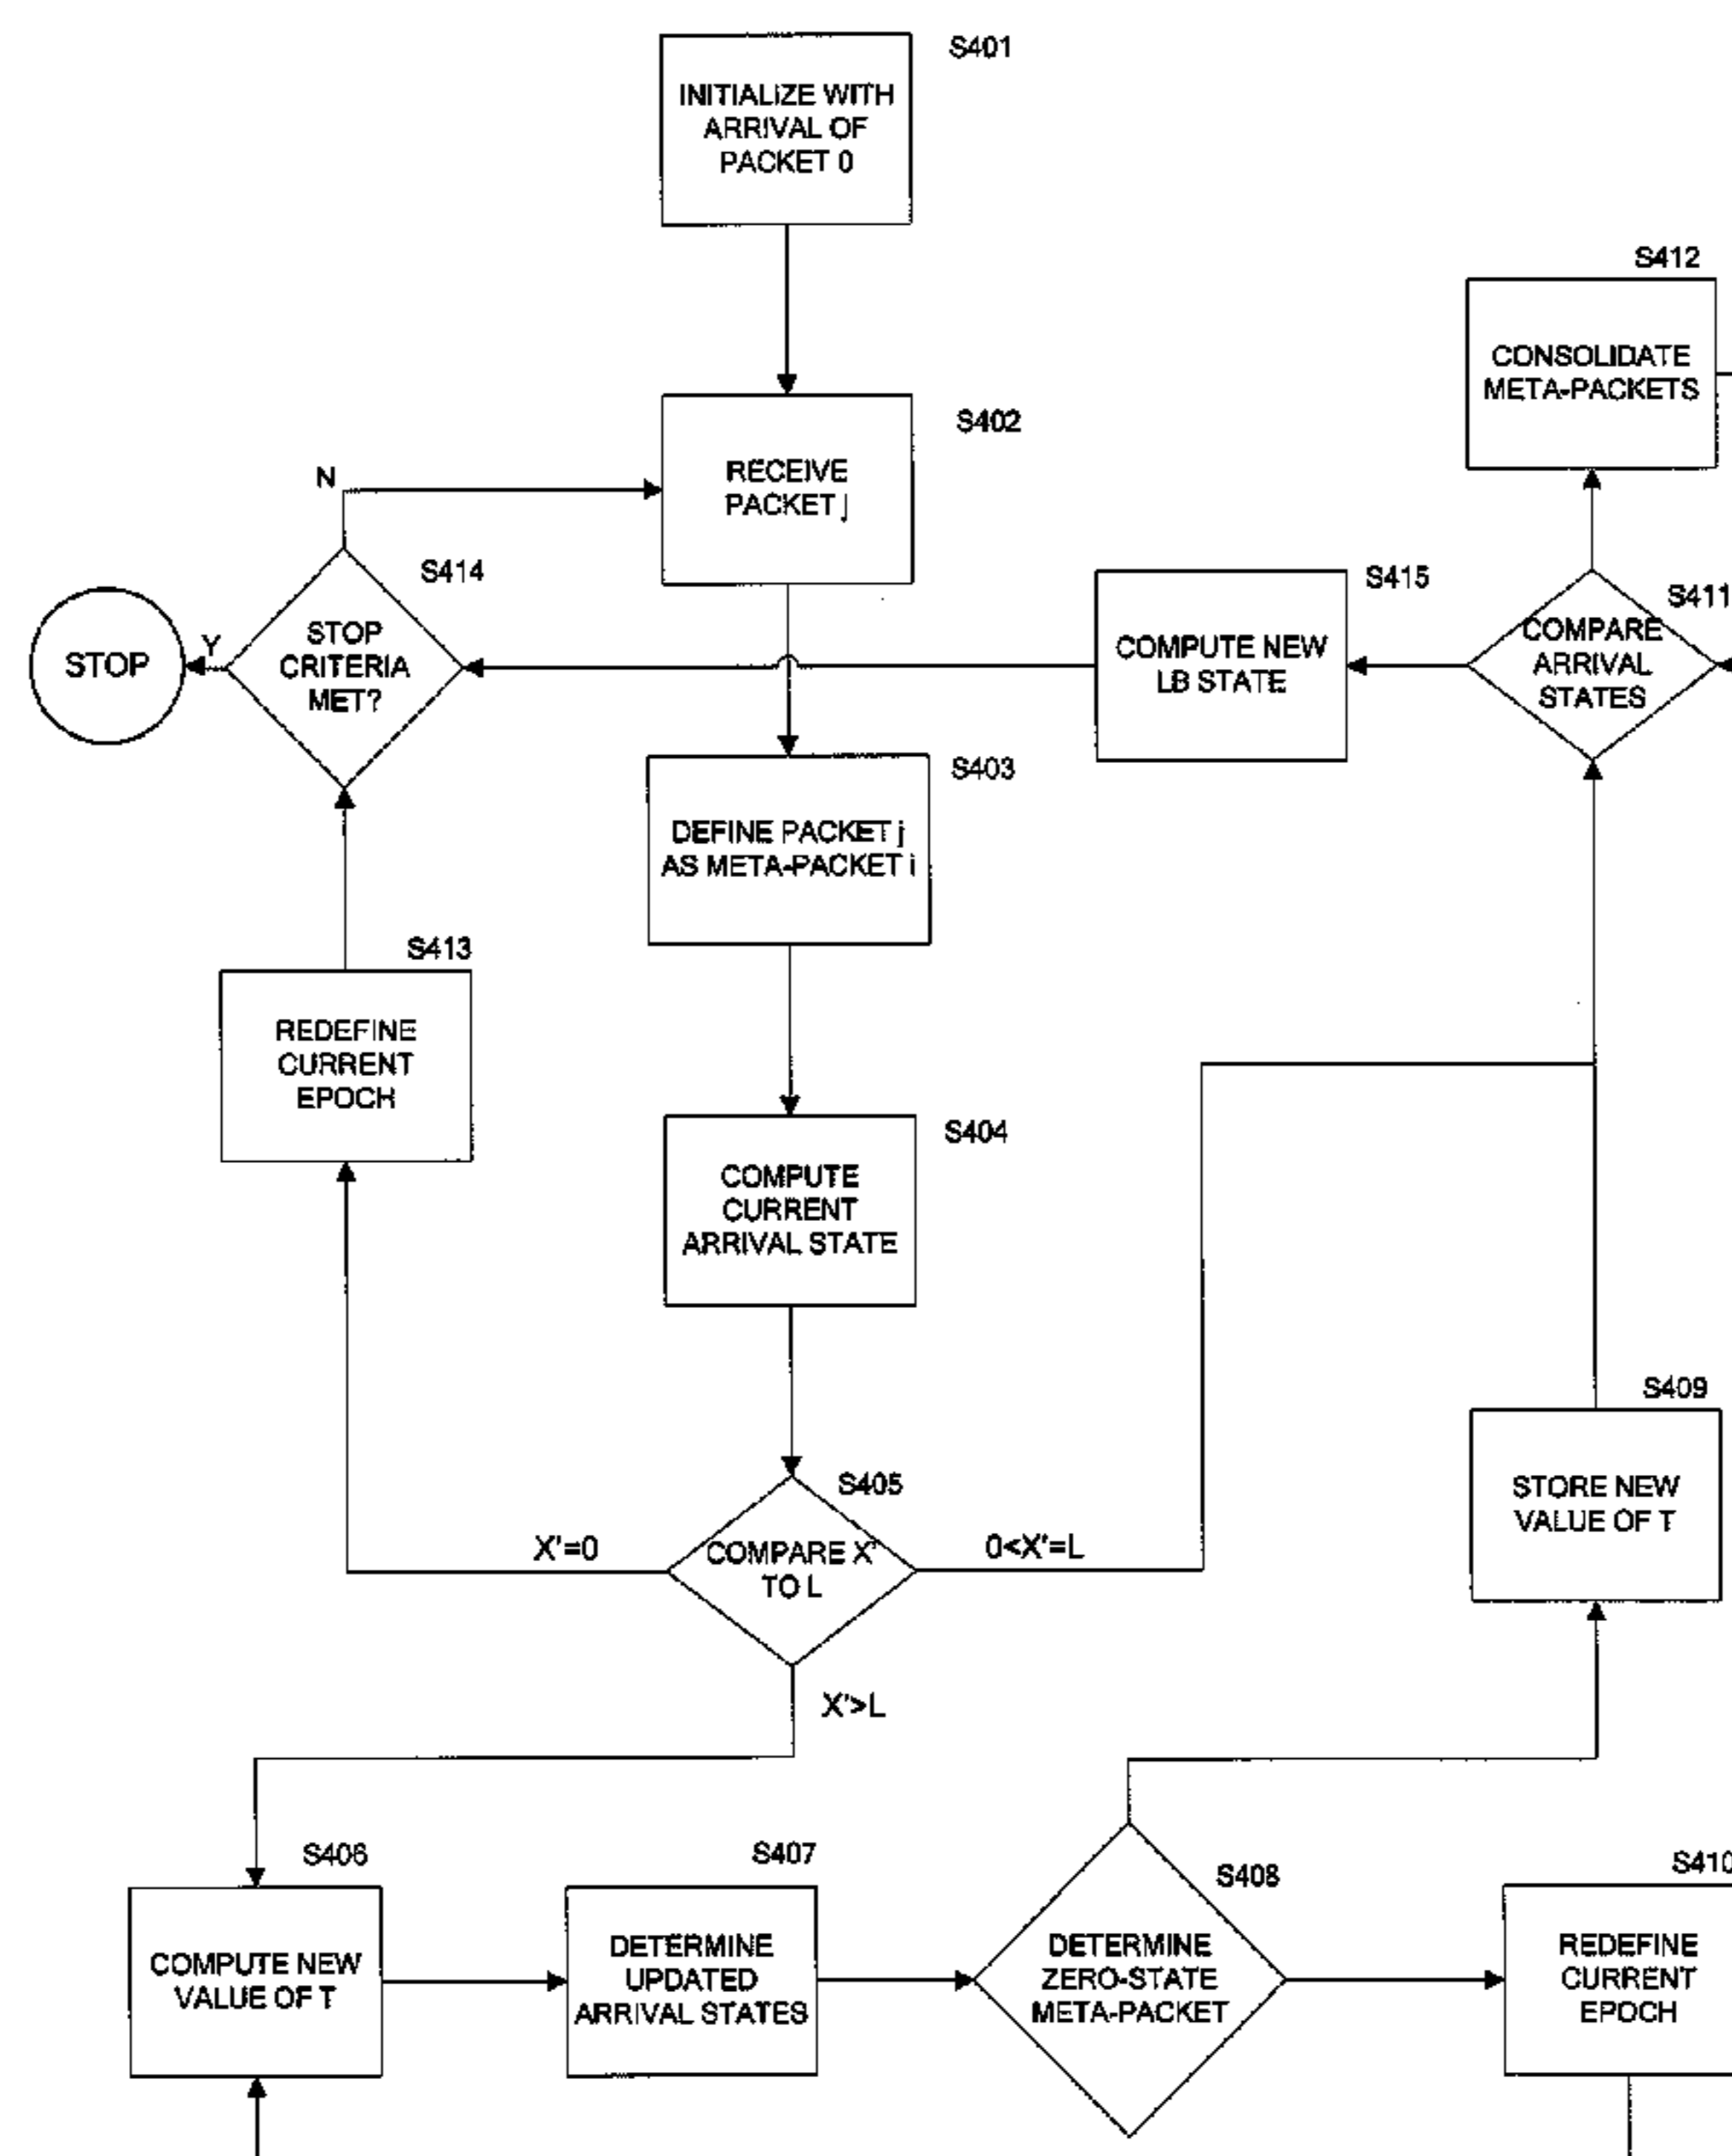 S401
INITIALIZE WITH
ARRIVAL OF
PACKET 0
S412
CONSOLIDATE
META-PACKETS
S402
RECEIVE
PACKET j
N
S414
STOP
CRITERIA
MET?
Y
STOP
S415
COMPUTE NEW
LB STATE
S411
COMPARE
ARRIVAL
STATES
S403
DEFINE PACKET j
AS META-PACKET i
S413
REDEFINE
CURRENT
EPOCH
S404
COMPUTE
CURRENT
ARRIVAL STATE
S409
STORE NEW
VALUE OF T
S405
COMPARE X'
TO L
X'=0
0<X'=L
X'>L
S406
COMPUTE NEW
VALUE OF T
S407
DETERMINE
UPDATED
ARRIVAL STATES
S408
DETERMINE
ZERO-STATE
META-PACKET
S410
REDEFINE
CURRENT
EPOCH